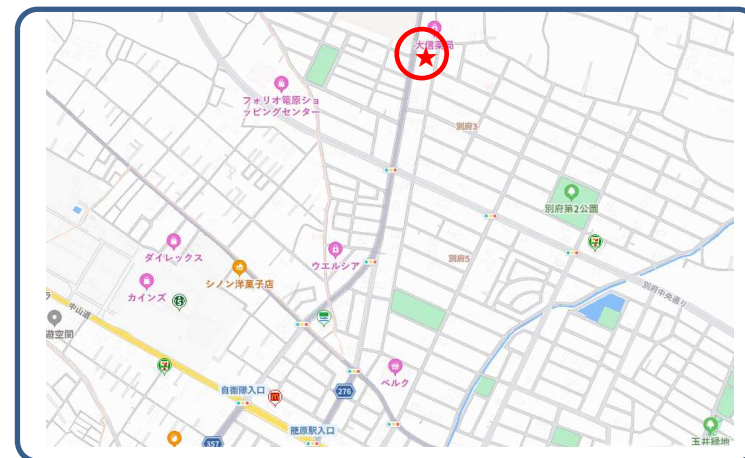 大信薬局
フォリオ籠原ショ
ッピングセンター
別府3
別府第2公園
ダイレックス
ウエルシア
別府5
シノン洋菓子店
カインズ
別府中央通り
ラ
遊空間
中山道
自衛隊入口
276
ベルク
籠原駅入口
357
玉井緑地